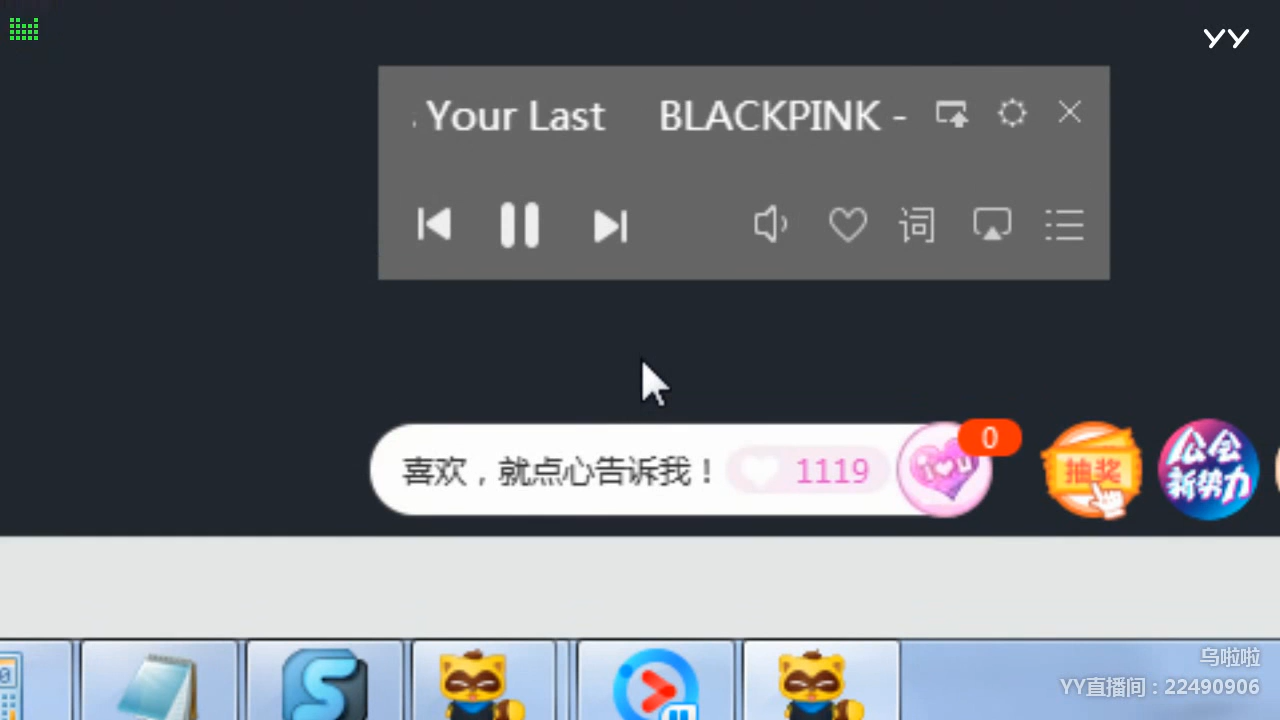 YY
Your Last BLACKPINK -
词
喜欢，就点心告诉我！ 1119
i u
0
抽奖
公会
新势力
乌啦啦
YY直播间：22490906